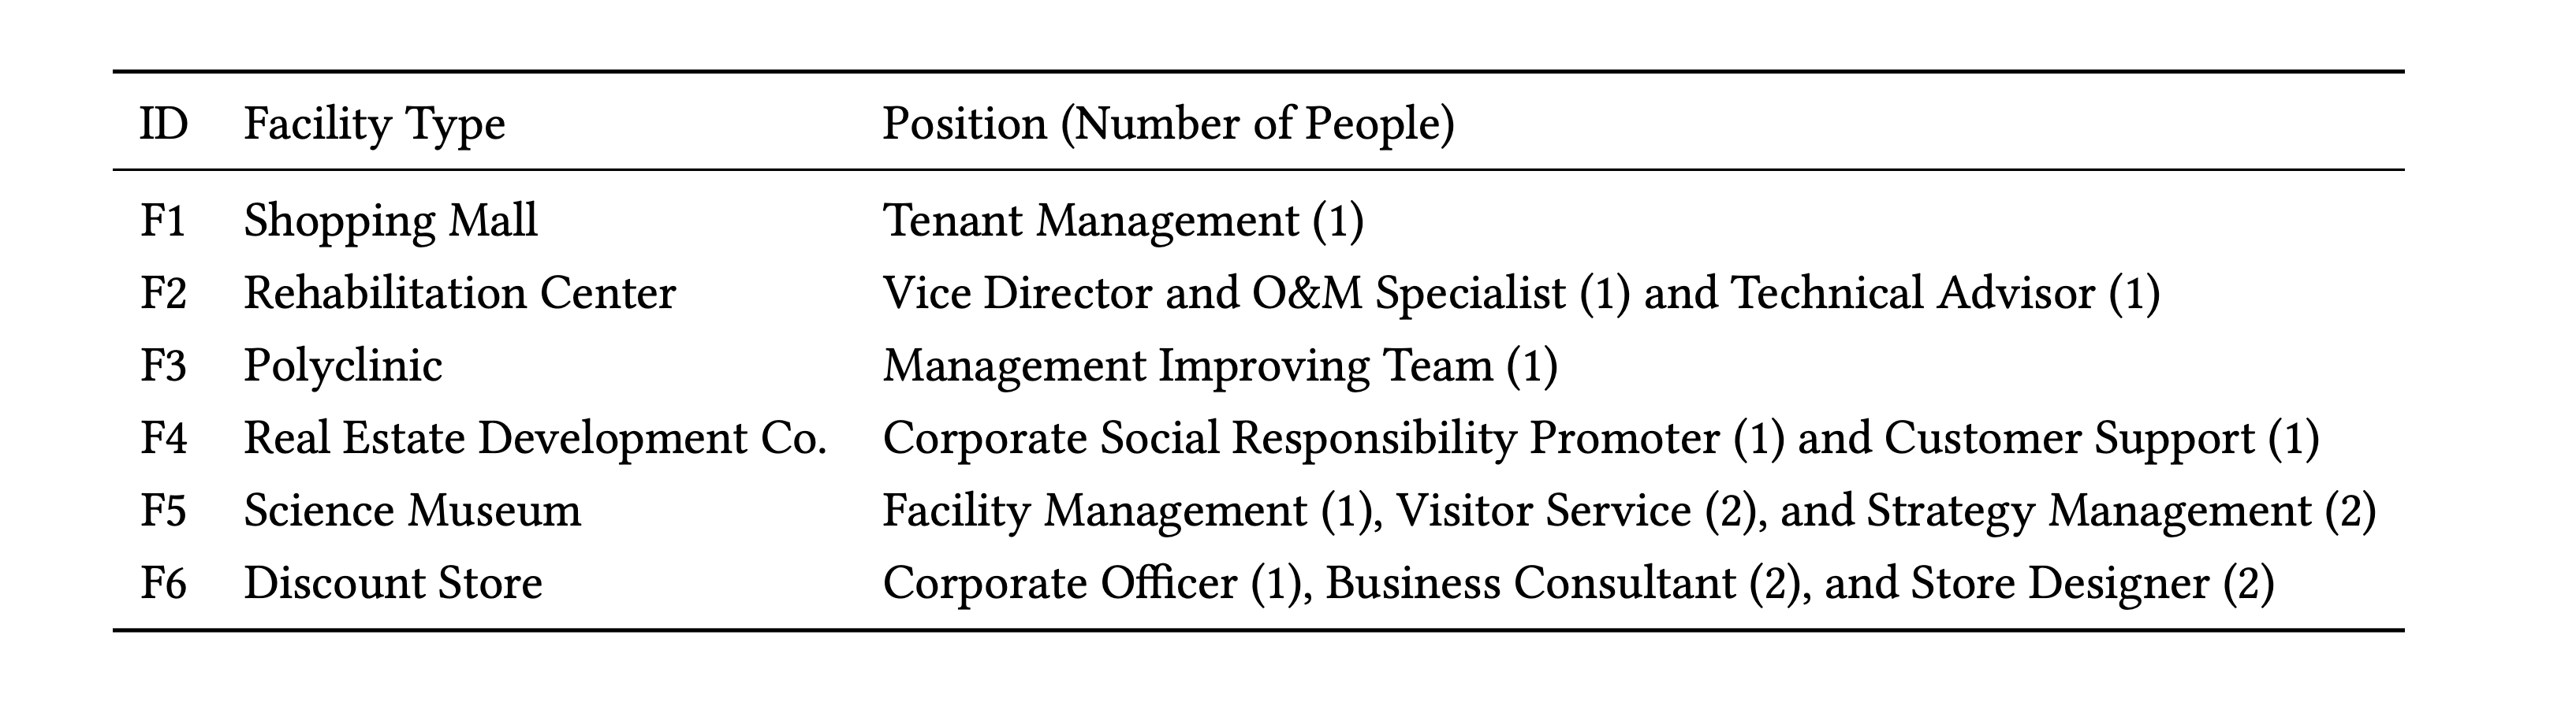 ID Facility Type Position (Number of People)
F1 Shopping Mall Tenant Management (1)
F2 Rehabilitation Center Vice Director and O&M Specialist (1) and Technical Advisor (1)
F3 Polyclinic Management Improving Team (1)
F4 Real Estate Development Co. Corporate Social Responsibility Promoter (1) and Customer Support (1)
F5 Science Museum Facility Management (1), Visitor Service (2), and Strategy Management (2)
F6 Discount Store Corporate Officer (1), Business Consultant (2), and Store Designer (2)